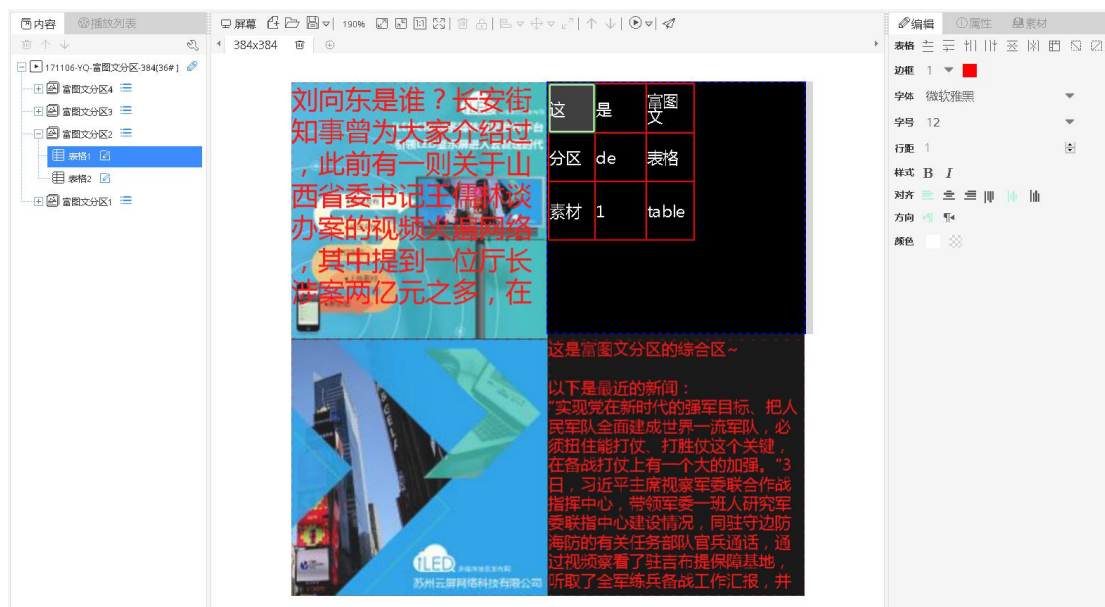 内容
播放列表
屏幕
190%
编辑
属性
素材
384x384
表格
171106-YQ-富图文分区-384(36#)
富图文分区4
富图文分区3
富图文分区2
表格1
表格2
富图文分区1
刘向东是谁？长安街
知事曾为大家介绍过
，此前有一则关于山
西省委书记王儒林谈
办案的视频火遍网络
，其中提到一位厅长
涉案两亿元之多，在
这 是 富图文
分区 de 表格
素材 1 table
iLED
苏州云屏网络科技有限公司
这是富图文分区的综合区~
以下是最近的新闻：
“实现党在新时代的强军目标、把人
民军队全面建成世界一流军队，必
须扭住能打仗、打胜仗这个关键，
在备战打仗上有一个大的加强。“3
日，习近平主席视察军委联合作战
指挥中心，带领军委一班人研究军
委联指中心建设情况，同驻守边防
海防的有关任务部队官兵通话，通
过视频察看了驻吉布提保障基地，
听取了全军练兵备战工作汇报，并
边框 1
字体 微软雅黑
字号 12
行距 1
样式 B I
对齐
方向
颜色